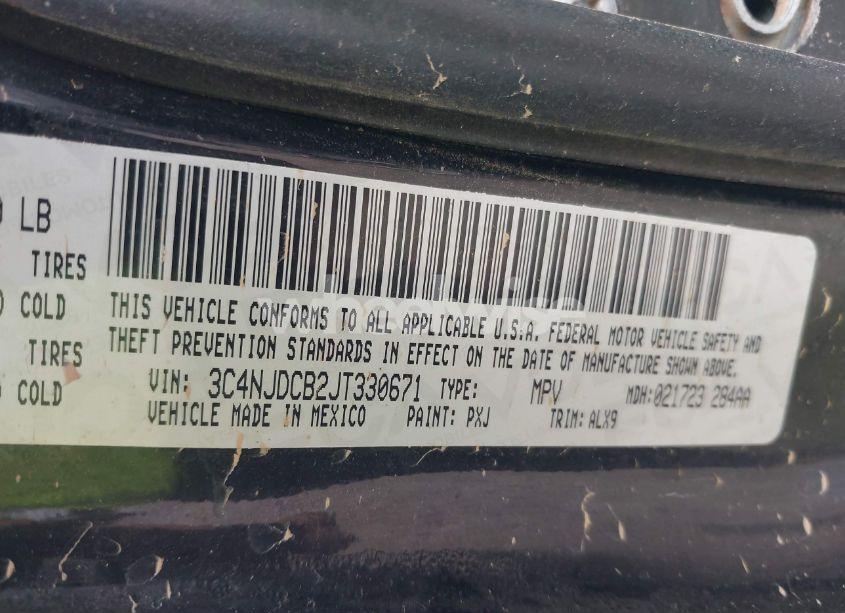 LB
TIRES
COLD
TIRES
COLD
THIS VEHICLE CONFORMS TO ALL APPLICABLE U.S.A. FEDERAL MOTOR VEHICLE SAFETY AND
THEFT PREVENTION STANDARDS IN EFFECT ON THE DATE OF MANUFACTURE SHOWN ABOVE.
VIN: 3C4NJDCB2JT330671 TYPE: MPV MDH: 021723 284AA
VEHICLE MADE IN MEXICO PAINT: PXJ TRIM: ALX9